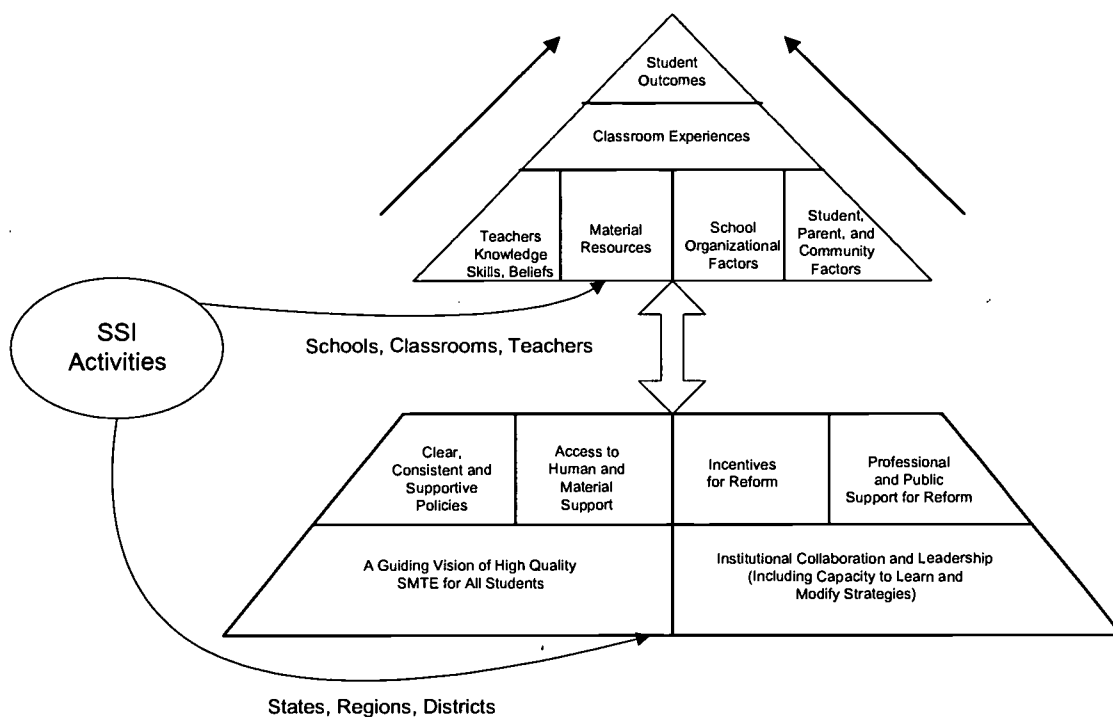 Student
Outcomes
Classroom Experiences
Teachers
Knowledge
Skills, Beliefs
Material
Resources
School
Organizational
Factors
Student,
Parent, and
Community
Factors
SSI
Activities
Schools, Classrooms, Teachers
Clear,
Consistent and
Supportive
Policies
Access to
Human and
Material
Support
Incentives
for Reform
Professional
and Public
Support for Reform
A Guiding Vision of High Quality
SMTE for All Students
Institutional Collaboration and Leadership
(Including Capacity to Learn and
Modify Strategies)
States, Regions, Districts